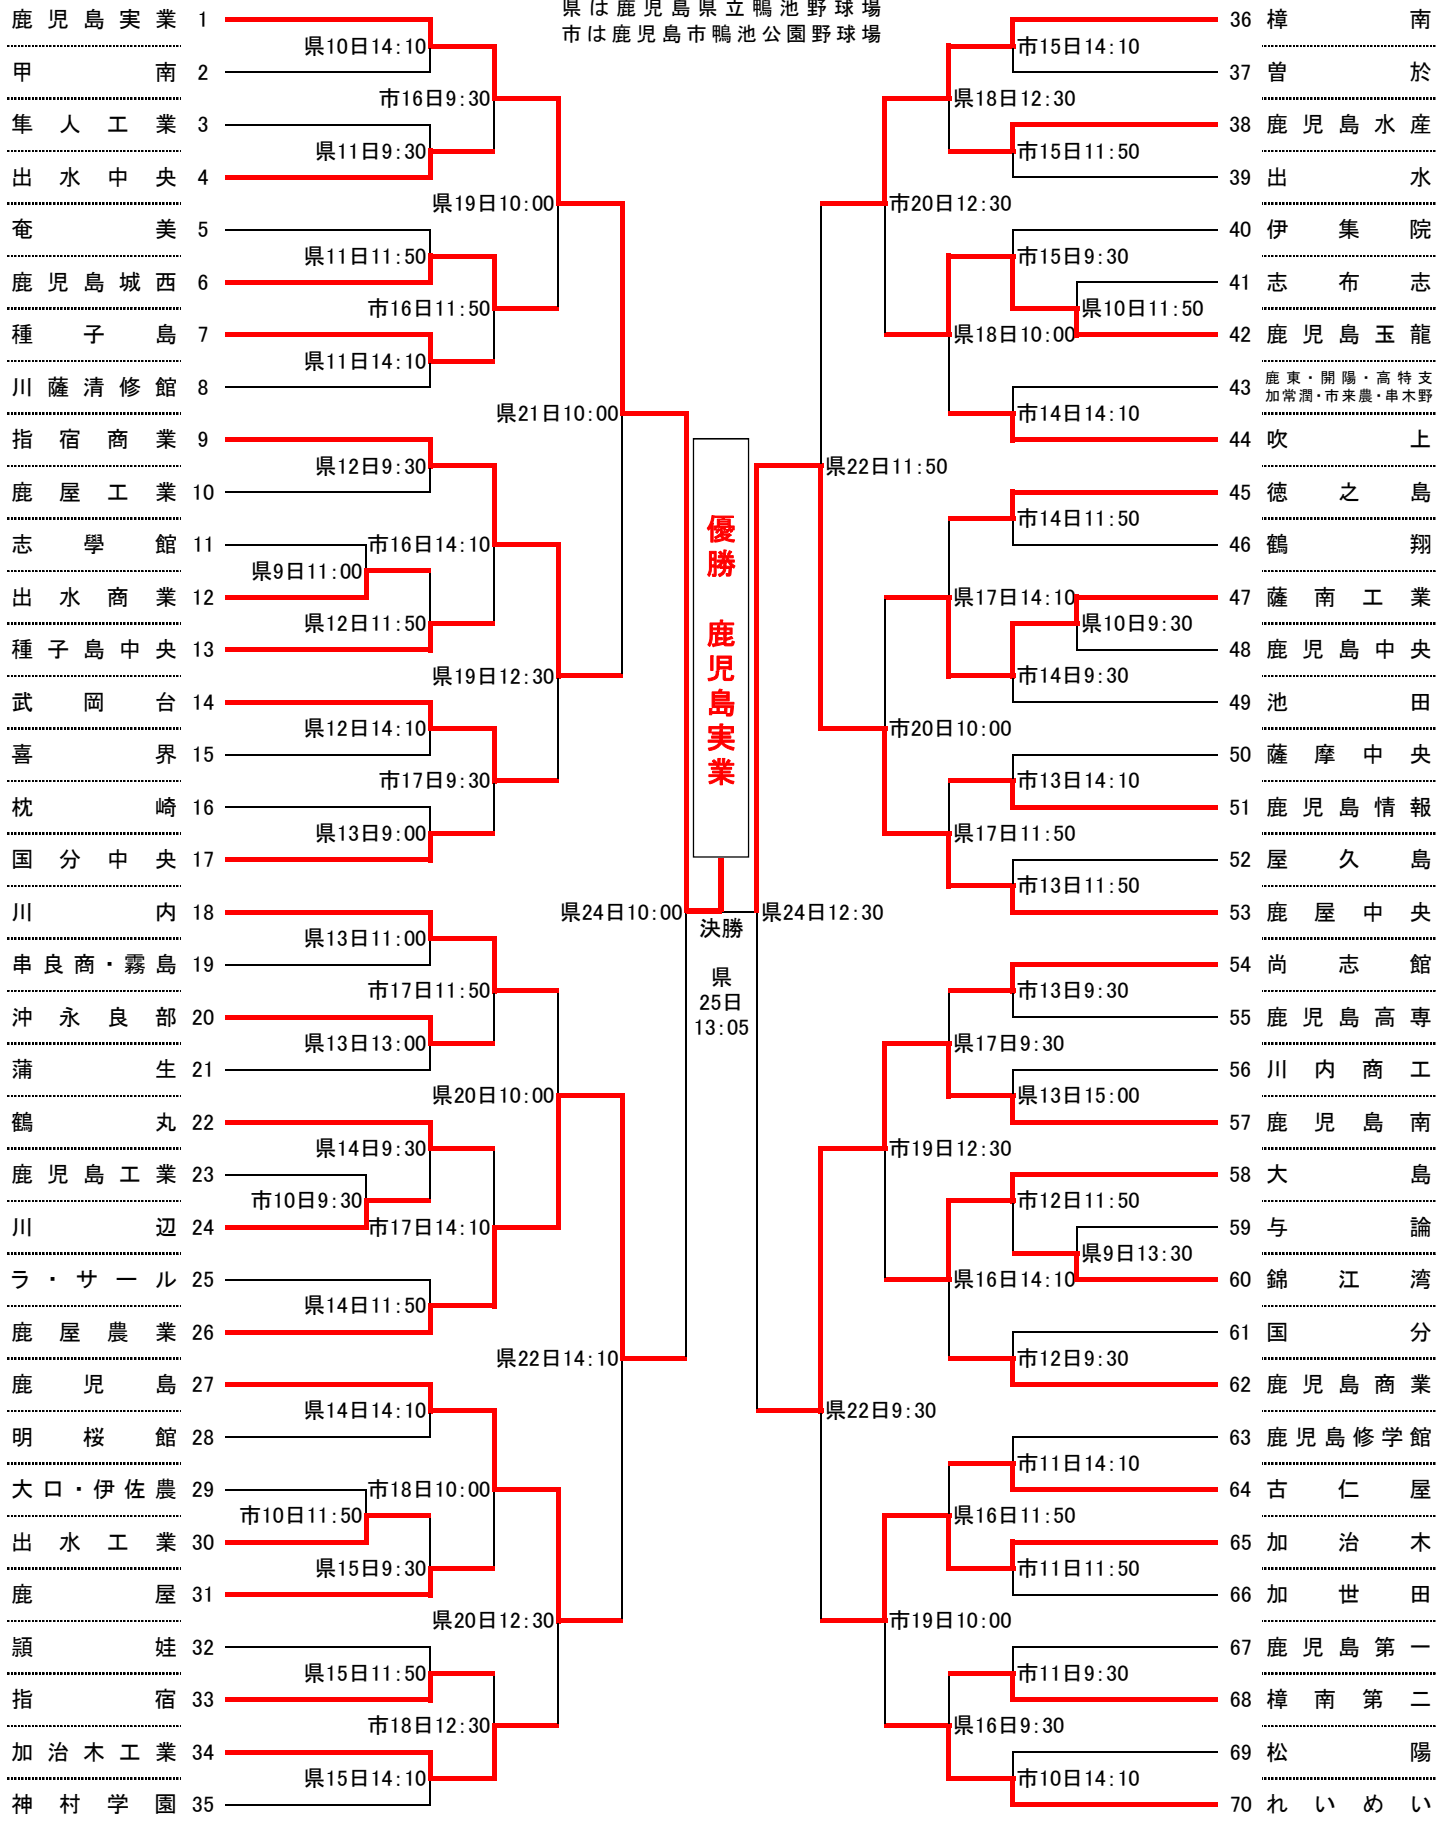 県は鹿児島県立鴨池野球場
市は鹿児島市鴨池公園野球場
鹿児島実業 1
県10日14:10
甲南 2
市16日9:30
隼人工業 3
県11日9:30
出水中央 4
県19日10:00
奄美 5
県11日11:50
鹿児島城西 6
市16日11:50
種子島 7
県11日14:10
川薩清修館 8
県21日10:00
指宿商業 9
県12日9:30
鹿屋工業 10
志學館 11
市16日14:10
県9日11:00
出水商業 12
県12日11:50
種子島中央 13
県19日12:30
武岡台 14
県12日14:10
喜界 15
市17日9:30
枕崎 16
県13日9:00
国分中央 17
川内 18
県24日10:00
県13日11:00
串良商・霧島 19
市17日11:50
沖永良部 20
県13日13:00
蒲生 21
県20日10:00
鶴丸 22
県14日9:30
鹿児島工業 23
市10日9:30
川辺 24
市17日14:10
ラ・サール 25
県14日11:50
鹿屋農業 26
県22日14:10
鹿児島 27
県14日14:10
明桜館 28
大口・伊佐農 29
市18日10:00
市10日11:50
出水工業 30
県15日9:30
鹿屋 31
県20日12:30
頴娃 32
県15日11:50
指宿 33
市18日12:30
加治木工業 34
県15日14:10
神村学園 35
優勝 鹿児島実業
決勝
県
25日
13:05
36 樟南
市15日14:10
37 曽於
県18日12:30
38 鹿児島水産
市15日11:50
39 出水
市20日12:30
40 伊集院
市15日9:30
41 志布志
県10日11:50
42 鹿児島玉龍
県18日10:00
43 鹿東・開陽・高特支
加常潤・市来農・串木野
市14日14:10
44 吹上
県22日11:50
45 徳之島
市14日11:50
46 鶴翔
県17日14:10
47 薩南工業
県10日9:30
48 鹿児島中央
市14日9:30
49 池田
市20日10:00
50 薩摩中央
市13日14:10
51 鹿児島情報
県17日11:50
52 屋久島
市13日11:50
53 鹿屋中央
県24日12:30
54 尚志館
市13日9:30
55 鹿児島高専
県17日9:30
56 川内商工
県13日15:00
57 鹿児島南
市19日12:30
58 大島
市12日11:50
59 与論
県9日13:30
60 錦江湾
県16日14:10
61 国分
市12日9:30
62 鹿児島商業
県22日9:30
63 鹿児島修学館
市11日14:10
64 古仁屋
県16日11:50
65 加治木
市11日11:50
66 加世田
市19日10:00
67 鹿児島第一
市11日9:30
68 樟南第二
県16日9:30
69 松陽
市10日14:10
70 れいめい